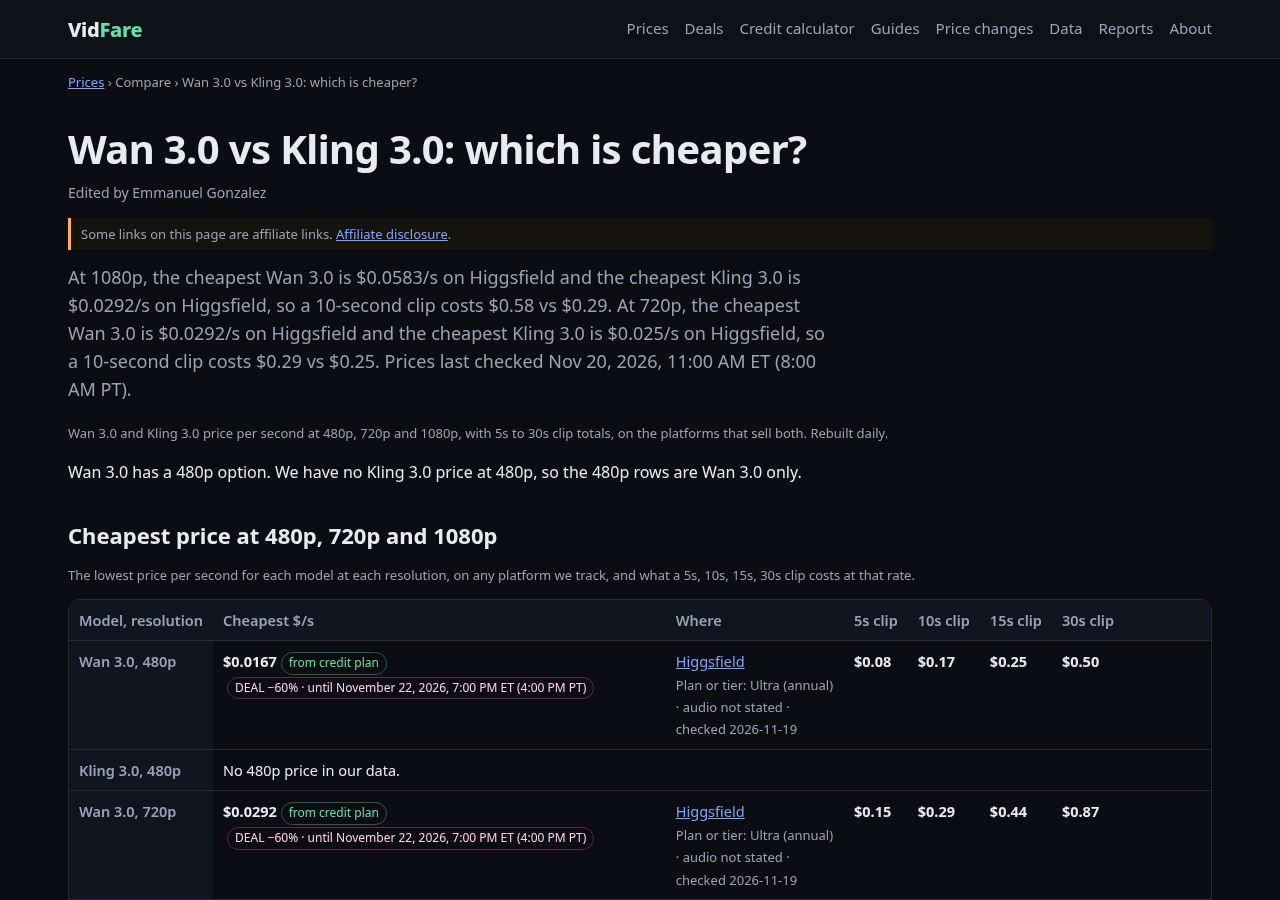 VidFare
Prices Deals Credit calculator Guides Price changes Data Reports About
Prices › Compare › Wan 3.0 vs Kling 3.0: which is cheaper?
Wan 3.0 vs Kling 3.0: which is cheaper?
Edited by Emmanuel Gonzalez
Some links on this page are affiliate links. Affiliate disclosure.
At 1080p, the cheapest Wan 3.0 is $0.0583/s on Higgsfield and the cheapest Kling 3.0 is
$0.0292/s on Higgsfield, so a 10-second clip costs $0.58 vs $0.29. At 720p, the cheapest
Wan 3.0 is $0.0292/s on Higgsfield and the cheapest Kling 3.0 is $0.025/s on Higgsfield, so
a 10-second clip costs $0.29 vs $0.25. Prices last checked Nov 20, 2026, 11:00 AM ET (8:00
AM PT).
Wan 3.0 and Kling 3.0 price per second at 480p, 720p and 1080p, with 5s to 30s clip totals, on the platforms that sell both. Rebuilt daily.
Wan 3.0 has a 480p option. We have no Kling 3.0 price at 480p, so the 480p rows are Wan 3.0 only.
Cheapest price at 480p, 720p and 1080p
The lowest price per second for each model at each resolution, on any platform we track, and what a 5s, 10s, 15s, 30s clip costs at that rate.
Model, resolution Cheapest $/s Where 5s clip 10s clip 15s clip 30s clip
Wan 3.0, 480p $0.0167 from credit plan Higgsfield $0.08 $0.17 $0.25 $0.50
DEAL −60% · until November 22, 2026, 7:00 PM ET (4:00 PM PT) Plan or tier: Ultra (annual)
· audio not stated ·
checked 2026-11-19
Kling 3.0, 480p No 480p price in our data.
Wan 3.0, 720p $0.0292 from credit plan Higgsfield $0.15 $0.29 $0.44 $0.87
DEAL −60% · until November 22, 2026, 7:00 PM ET (4:00 PM PT) Plan or tier: Ultra (annual)
· audio not stated ·
checked 2026-11-19